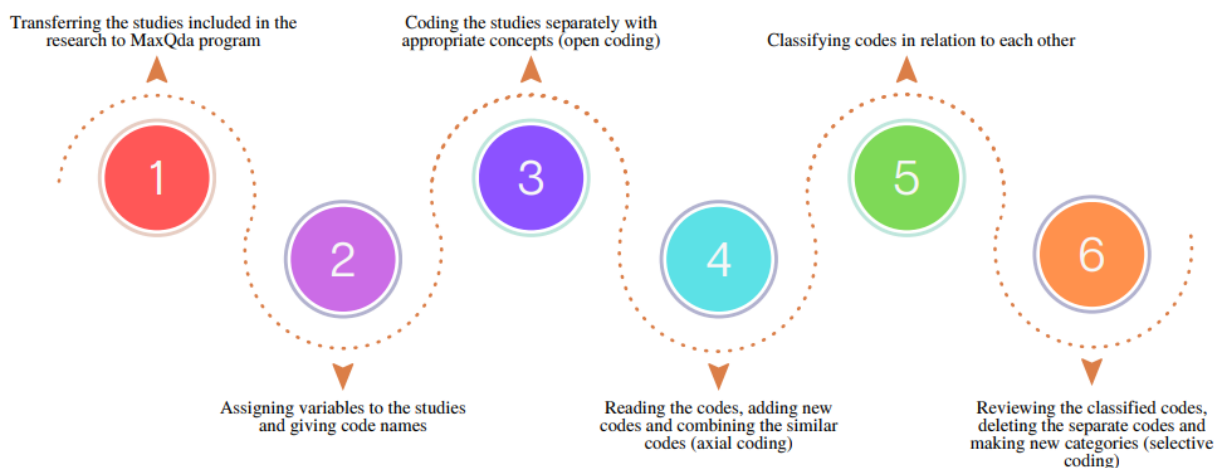 Transferring the studies included in the
research to MaxQda program
Coding the studies separately with
appropriate concepts (open coding)
Classifying codes in relation to each other
1
2
3
4
5
6
Assigning variables to the studies
and giving code names
Reading the codes, adding new
codes and combining the similar
codes (axial coding)
Reviewing the classified codes,
deleting the separate codes and
making new categories (selective
coding)